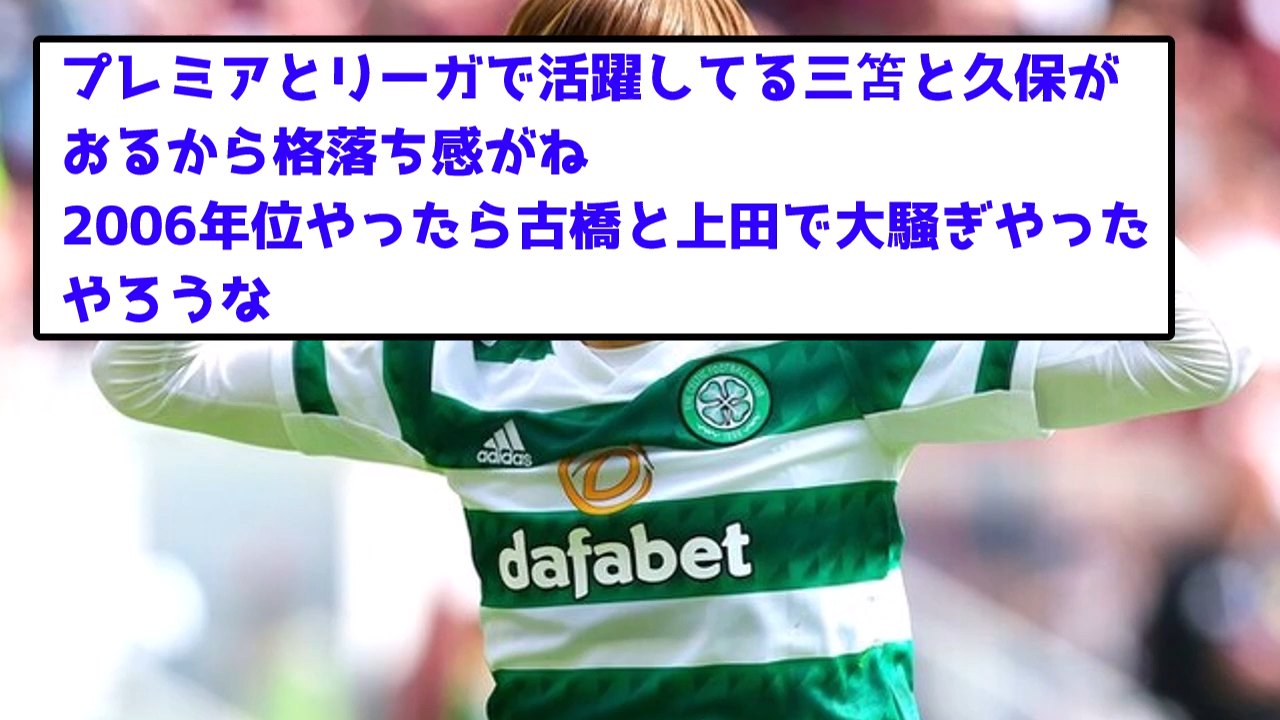 プレミアとリーガで活躍してる三笘と久保が
おるから格落ち感がね
2006年位やったら古橋と上田で大騒ぎやった
やろうな
adidas
dafabet